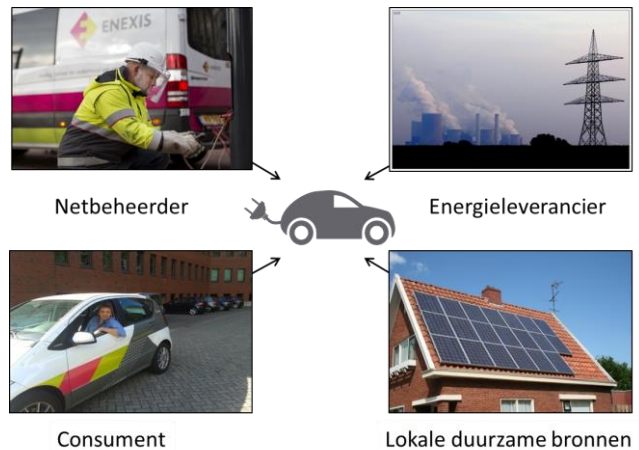 ENEXIS
Netbeheerder
Energieleverancier
Consument
Lokale duurzame bronnen